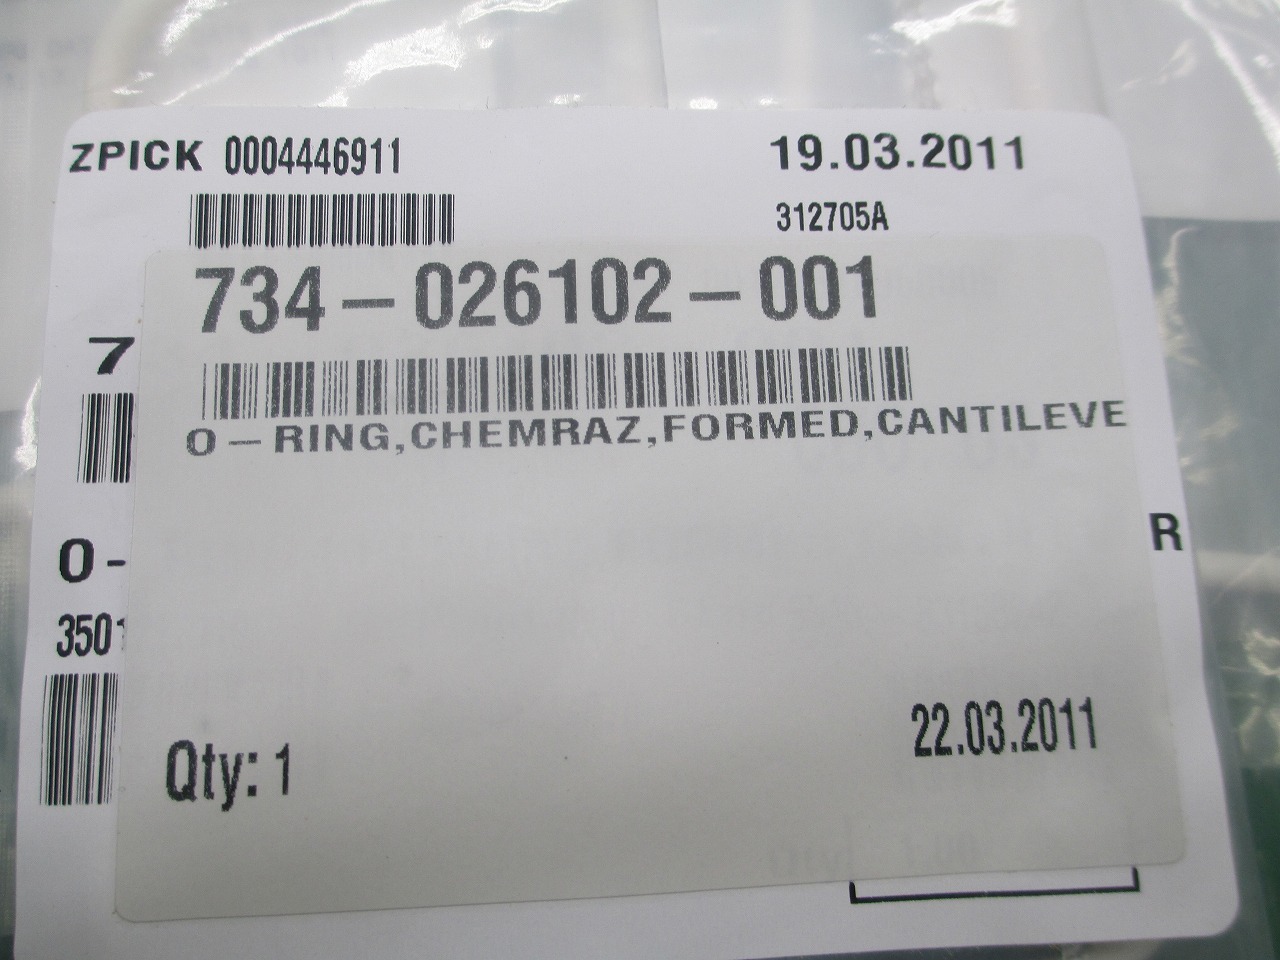 ZPICK 0004446911
19.03.2011
312705A
734-026102-001
7
O-RING,CHEMRAZ,FORMED,CANTILEVE
O-
R
3501
22.03.2011
Qty: 1